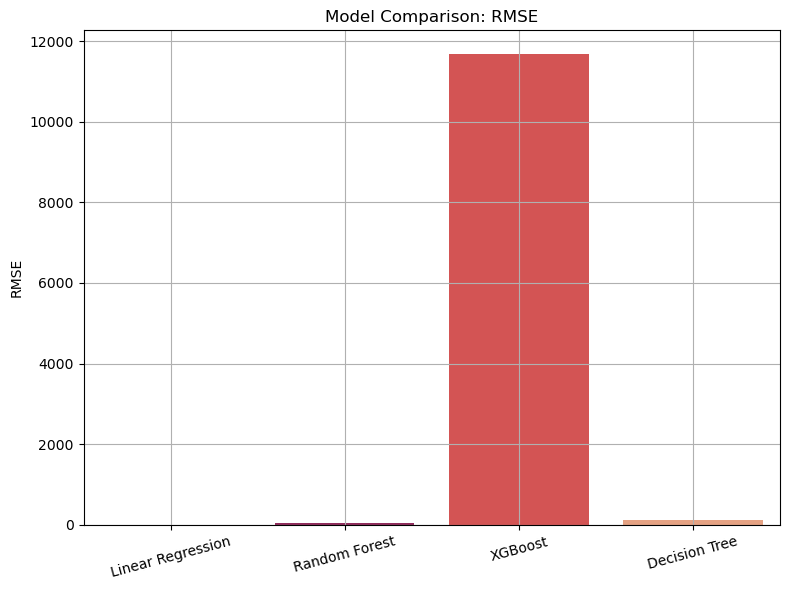 Model Comparison: RMSE
12000
10000
8000
6000
4000
2000
0
RMSE
Linear Regression
Random Forest
XGBoost
Decision Tree